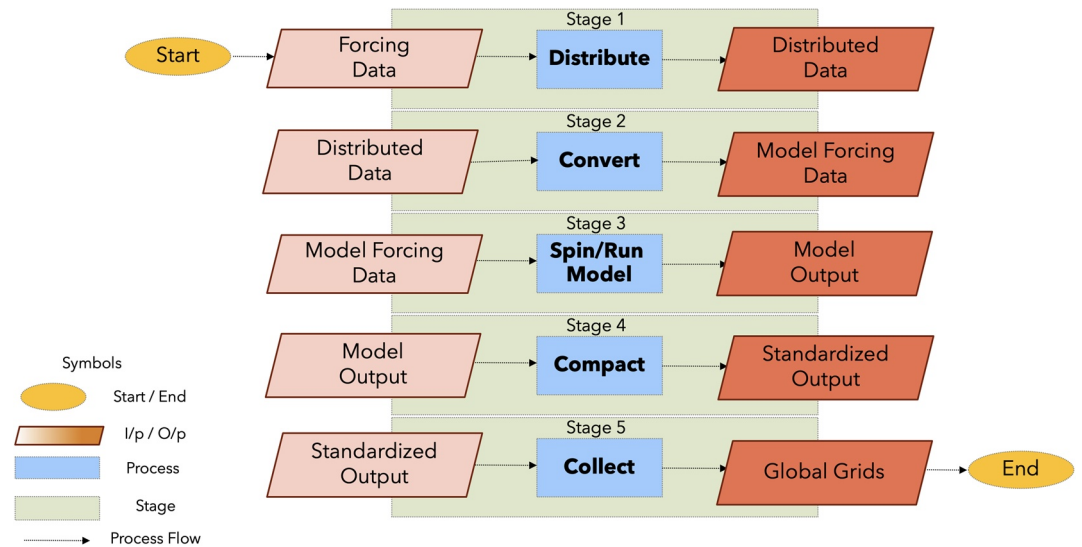 Stage 1
Start
Forcing
Data
Distribute
Distributed
Data
Stage 2
Distributed
Data
Convert
Model Forcing
Data
Stage 3
Model Forcing
Data
Spin/Run
Model
Model
Output
Stage 4
Model
Output
Compact
Standardized
Output
Stage 5
Standardized
Output
Collect
Global Grids
End
Symbols
Start / End
I/p / O/p
Process
Stage
Process Flow